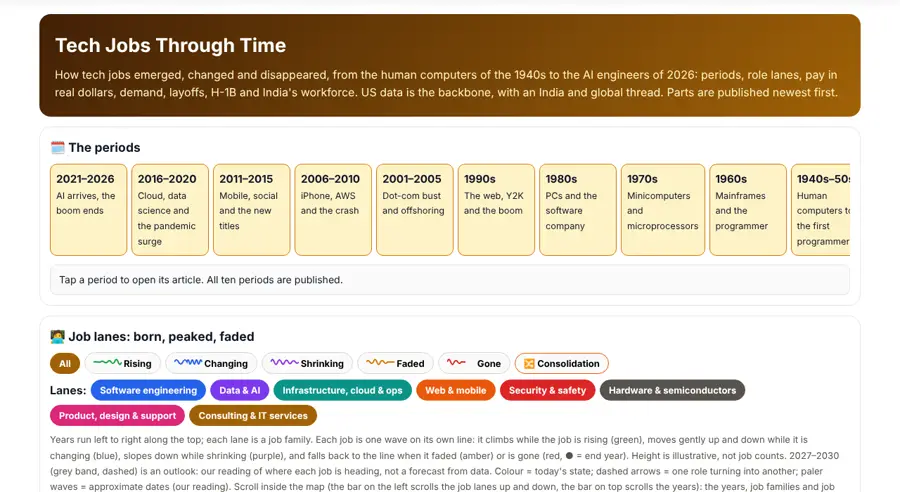 Tech Jobs Through Time
How tech jobs emerged, changed and disappeared, from the human computers of the 1940s to the AI engineers of 2026: periods, role lanes, pay in
real dollars, demand, layoffs, H-1B and India's workforce. US data is the backbone, with an India and global thread. Parts are published newest first.
The periods
2021–2026
AI arrives, the
boom ends
2016–2020
Cloud, data
science and
the pandemic
surge
2011–2015
Mobile, social
and the new
titles
2006–2010
iPhone, AWS
and the crash
2001–2005
Dot-com bust
and offshoring
1990s
The web, Y2K
and the boom
1980s
PCs and the
software
company
1970s
Minicomputers
and
microprocessors
1960s
Mainframes
and the
programmer
1940s–50s
Human
computers to
the first
programmer
Tap a period to open its article. All ten periods are published.
Job lanes: born, peaked, faded
All
Rising
Changing
Shrinking
Faded
Gone
Consolidation
Lanes:
Software engineering
Data & AI
Infrastructure, cloud & ops
Web & mobile
Security & safety
Hardware & semiconductors
Product, design & support
Consulting & IT services
Years run left to right along the top; each lane is a job family. Each job is one wave on its own line: it climbs while the job is rising (green), moves gently up and down while it is
changing (blue), slopes down while shrinking (purple), and falls back to the line when it faded (amber) or is gone (red, ● = end year). Height is illustrative, not job counts. 2027–2030
(grey band, dashed) is an outlook: our reading of where each job is heading, not a forecast from data. Colour = today's state; dashed arrows = one role turning into another; paler
waves = approximate dates (our reading). Scroll inside the map (the bar on the left scrolls the job lanes up and down, the bar on top scrolls the years): the years, job families and job